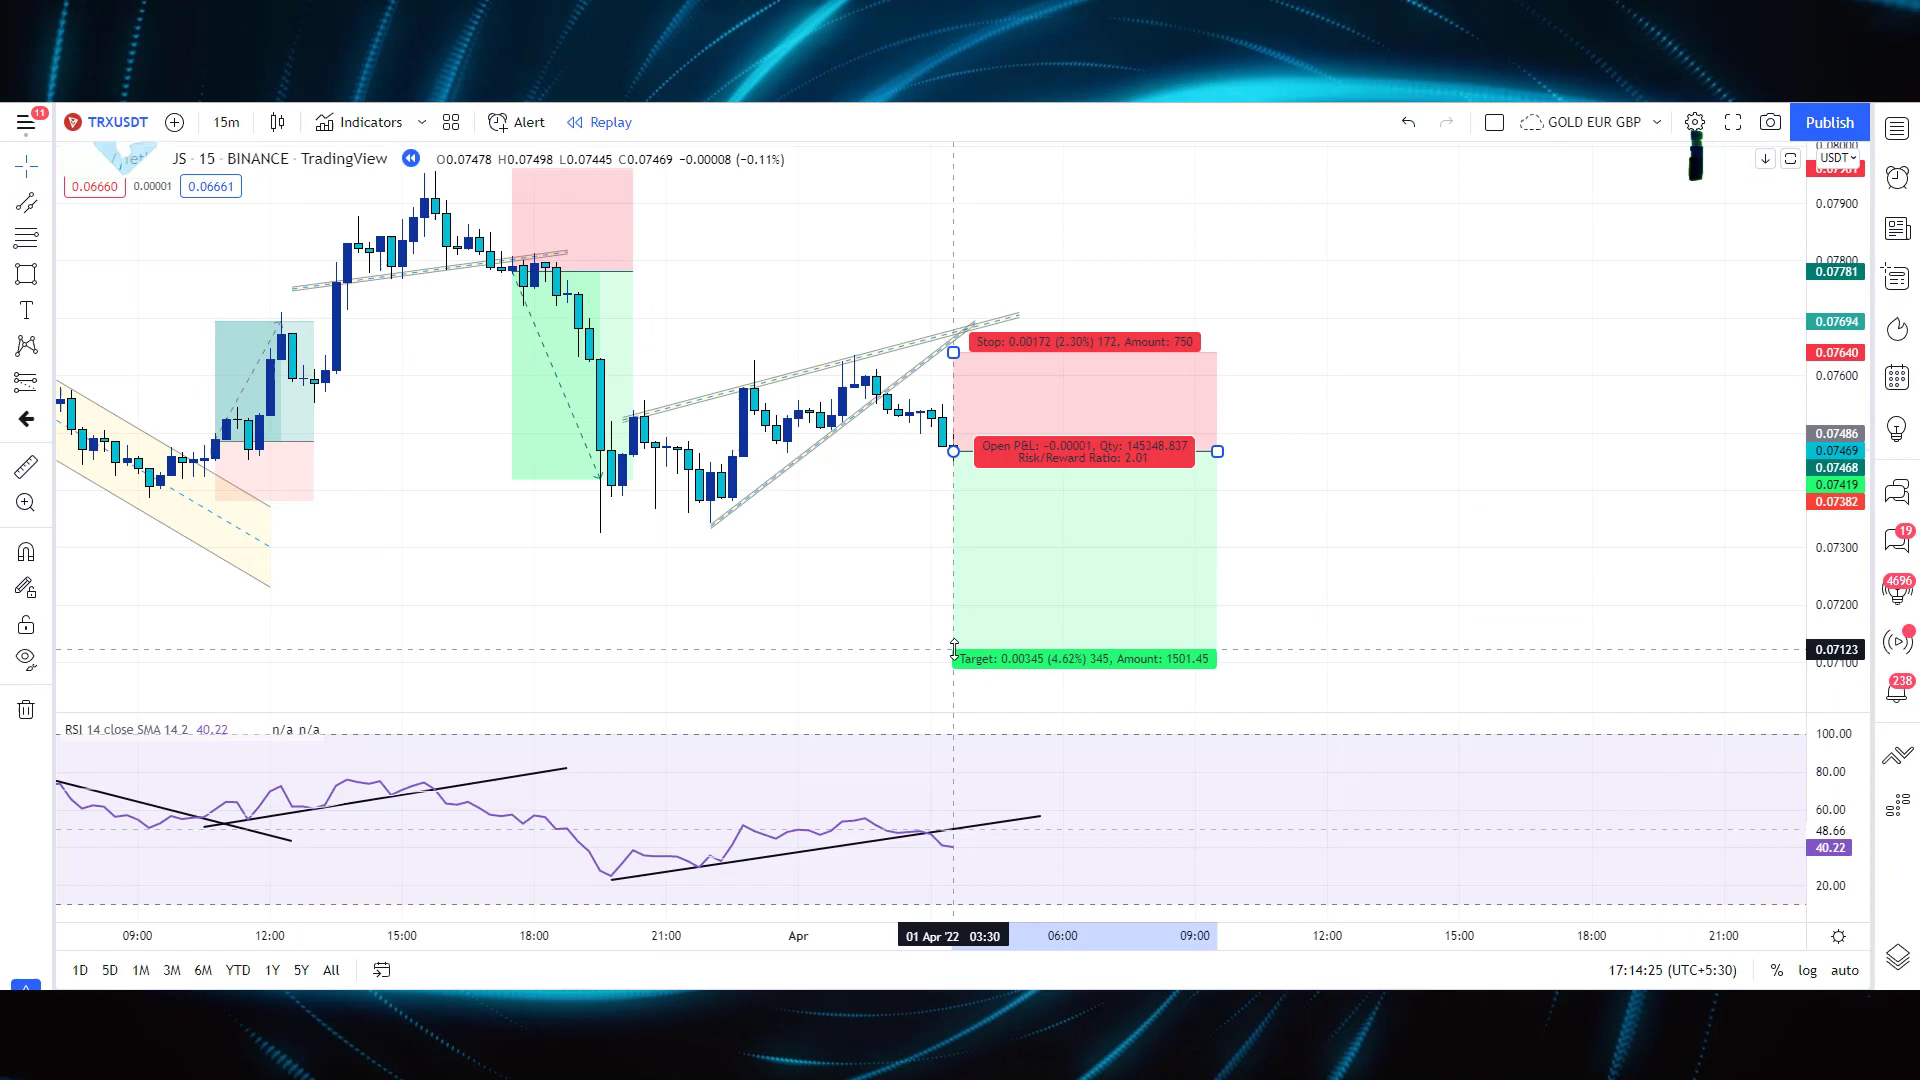 11
TRXUSDT 15m Indicators Alert Replay GOLD EUR GBP Publish
JS · 15 · BINANCE · TradingView O0.07478 H0.07498 L0.07445 C0.07469 −0.00008 (−0.11%)
USDT
0.06660 0.00001 0.06661
0.07900
0.07781
0.07694
Stop: 0.00172 (2.30%) 172, Amount: 750
0.07640
0.07600
0.07486
Open P&L: −0.00001, Qty: 145348.837
Risk/Reward Ratio: 2.01
0.07469
0.07468
0.07419
0.07382
19
0.07300
4696
0.07200
0.07123
Target: 0.00345 (4.62%) 345, Amount: 1501.45
0.07100
238
RSI 14 close SMA 14 2 40.22 n/a n/a
100.00
80.00
60.00
48.66
40.22
20.00
09:00 12:00 15:00 18:00 21:00 Apr 01 Apr '22 03:30 06:00 09:00 12:00 15:00 18:00 21:00
1D 5D 1M 3M 6M YTD 1Y 5Y All 17:14:25 (UTC+5:30) % log auto